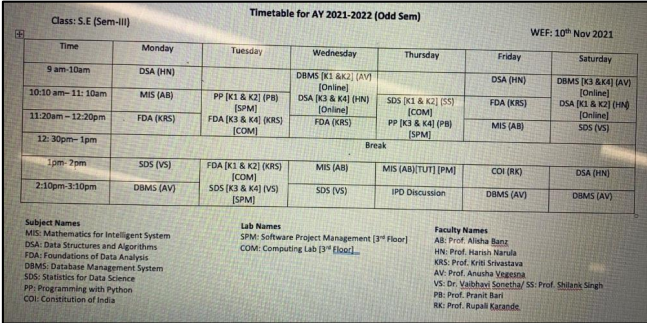 Timetable for AY 2021-2022 (Odd Sem)
Class: S.E (Sem-III)
WEF: 10th Nov 2021
Time Monday Tuesday Wednesday Thursday Friday Saturday
9 am-10am
DSA (HN)
DBMS [K1 &K2] (AV)
[Online]
DSA [K3 & K4] (HN)
[Online]
DSA (HN)
DBMS [K3 &K4] (AV)
[Online]
DSA [K1 & K2] (HN)
[Online]
10:10 am– 11: 10am
MIS (AB)
PP [K1 & K2] (PB)
[SPM]
FDA [K3 & K4] (KRS)
[COM]
SDS [K1 & K2] (SS)
[COM]
PP [K3 & K4] (PB)
[SPM]
FDA (KRS)
11:20am – 12:20pm
FDA (KRS)
FDA (KRS)
MIS (AB)
SDS (VS)
12: 30pm– 1pm
Break
1pm- 2pm
SDS (VS)
FDA [K1 & K2] (KRS)
[COM]
SDS [K3 & K4] (VS)
[SPM]
MIS (AB)
MIS (AB)[TUT] [PM]
COI (RK)
DSA (HN)
2:10pm-3:10pm
DBMS (AV)
SDS (VS)
IPD Discussion
DBMS (AV)
DBMS (AV)
Subject Names
MIS: Mathematics for Intelligent System
DSA: Data Structures and Algorithms
FDA: Foundations of Data Analysis
DBMS: Database Management System
SDS: Statistics for Data Science
PP: Programming with Python
COI: Constitution of India
Lab Names
SPM: Software Project Management [3rd Floor]
COM: Computing Lab [3rd Floor]
Faculty Names
AB: Prof. Alisha Banz
HN: Prof. Harish Narula
KRS: Prof. Kriti Srivastava
AV: Prof. Anusha Vegesna
VS: Dr. Vaibhavi Sonetha/ SS: Prof. Shilank Singh
PB: Prof. Pranit Bari
RK: Prof. Rupali Karande